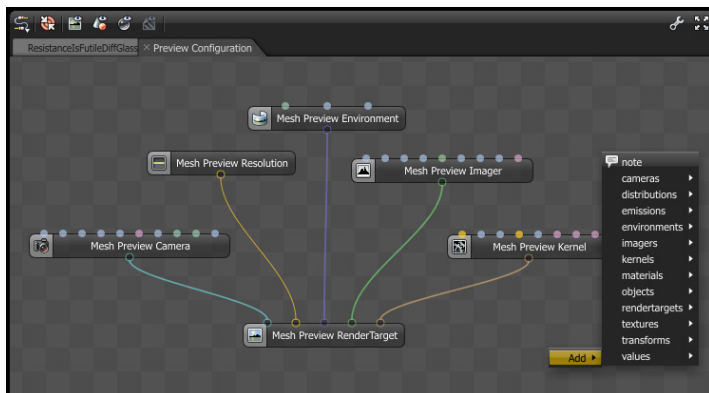 ResistanceIsFutileDiffGlass
Preview Configuration
Mesh Preview Environment
Mesh Preview Resolution
Mesh Preview Imager
Mesh Preview Camera
Mesh Preview Kernel
Mesh Preview RenderTarget
note
cameras
distributions
emissions
environments
imagers
kernels
materials
objects
rendertargets
textures
transforms
values
Add